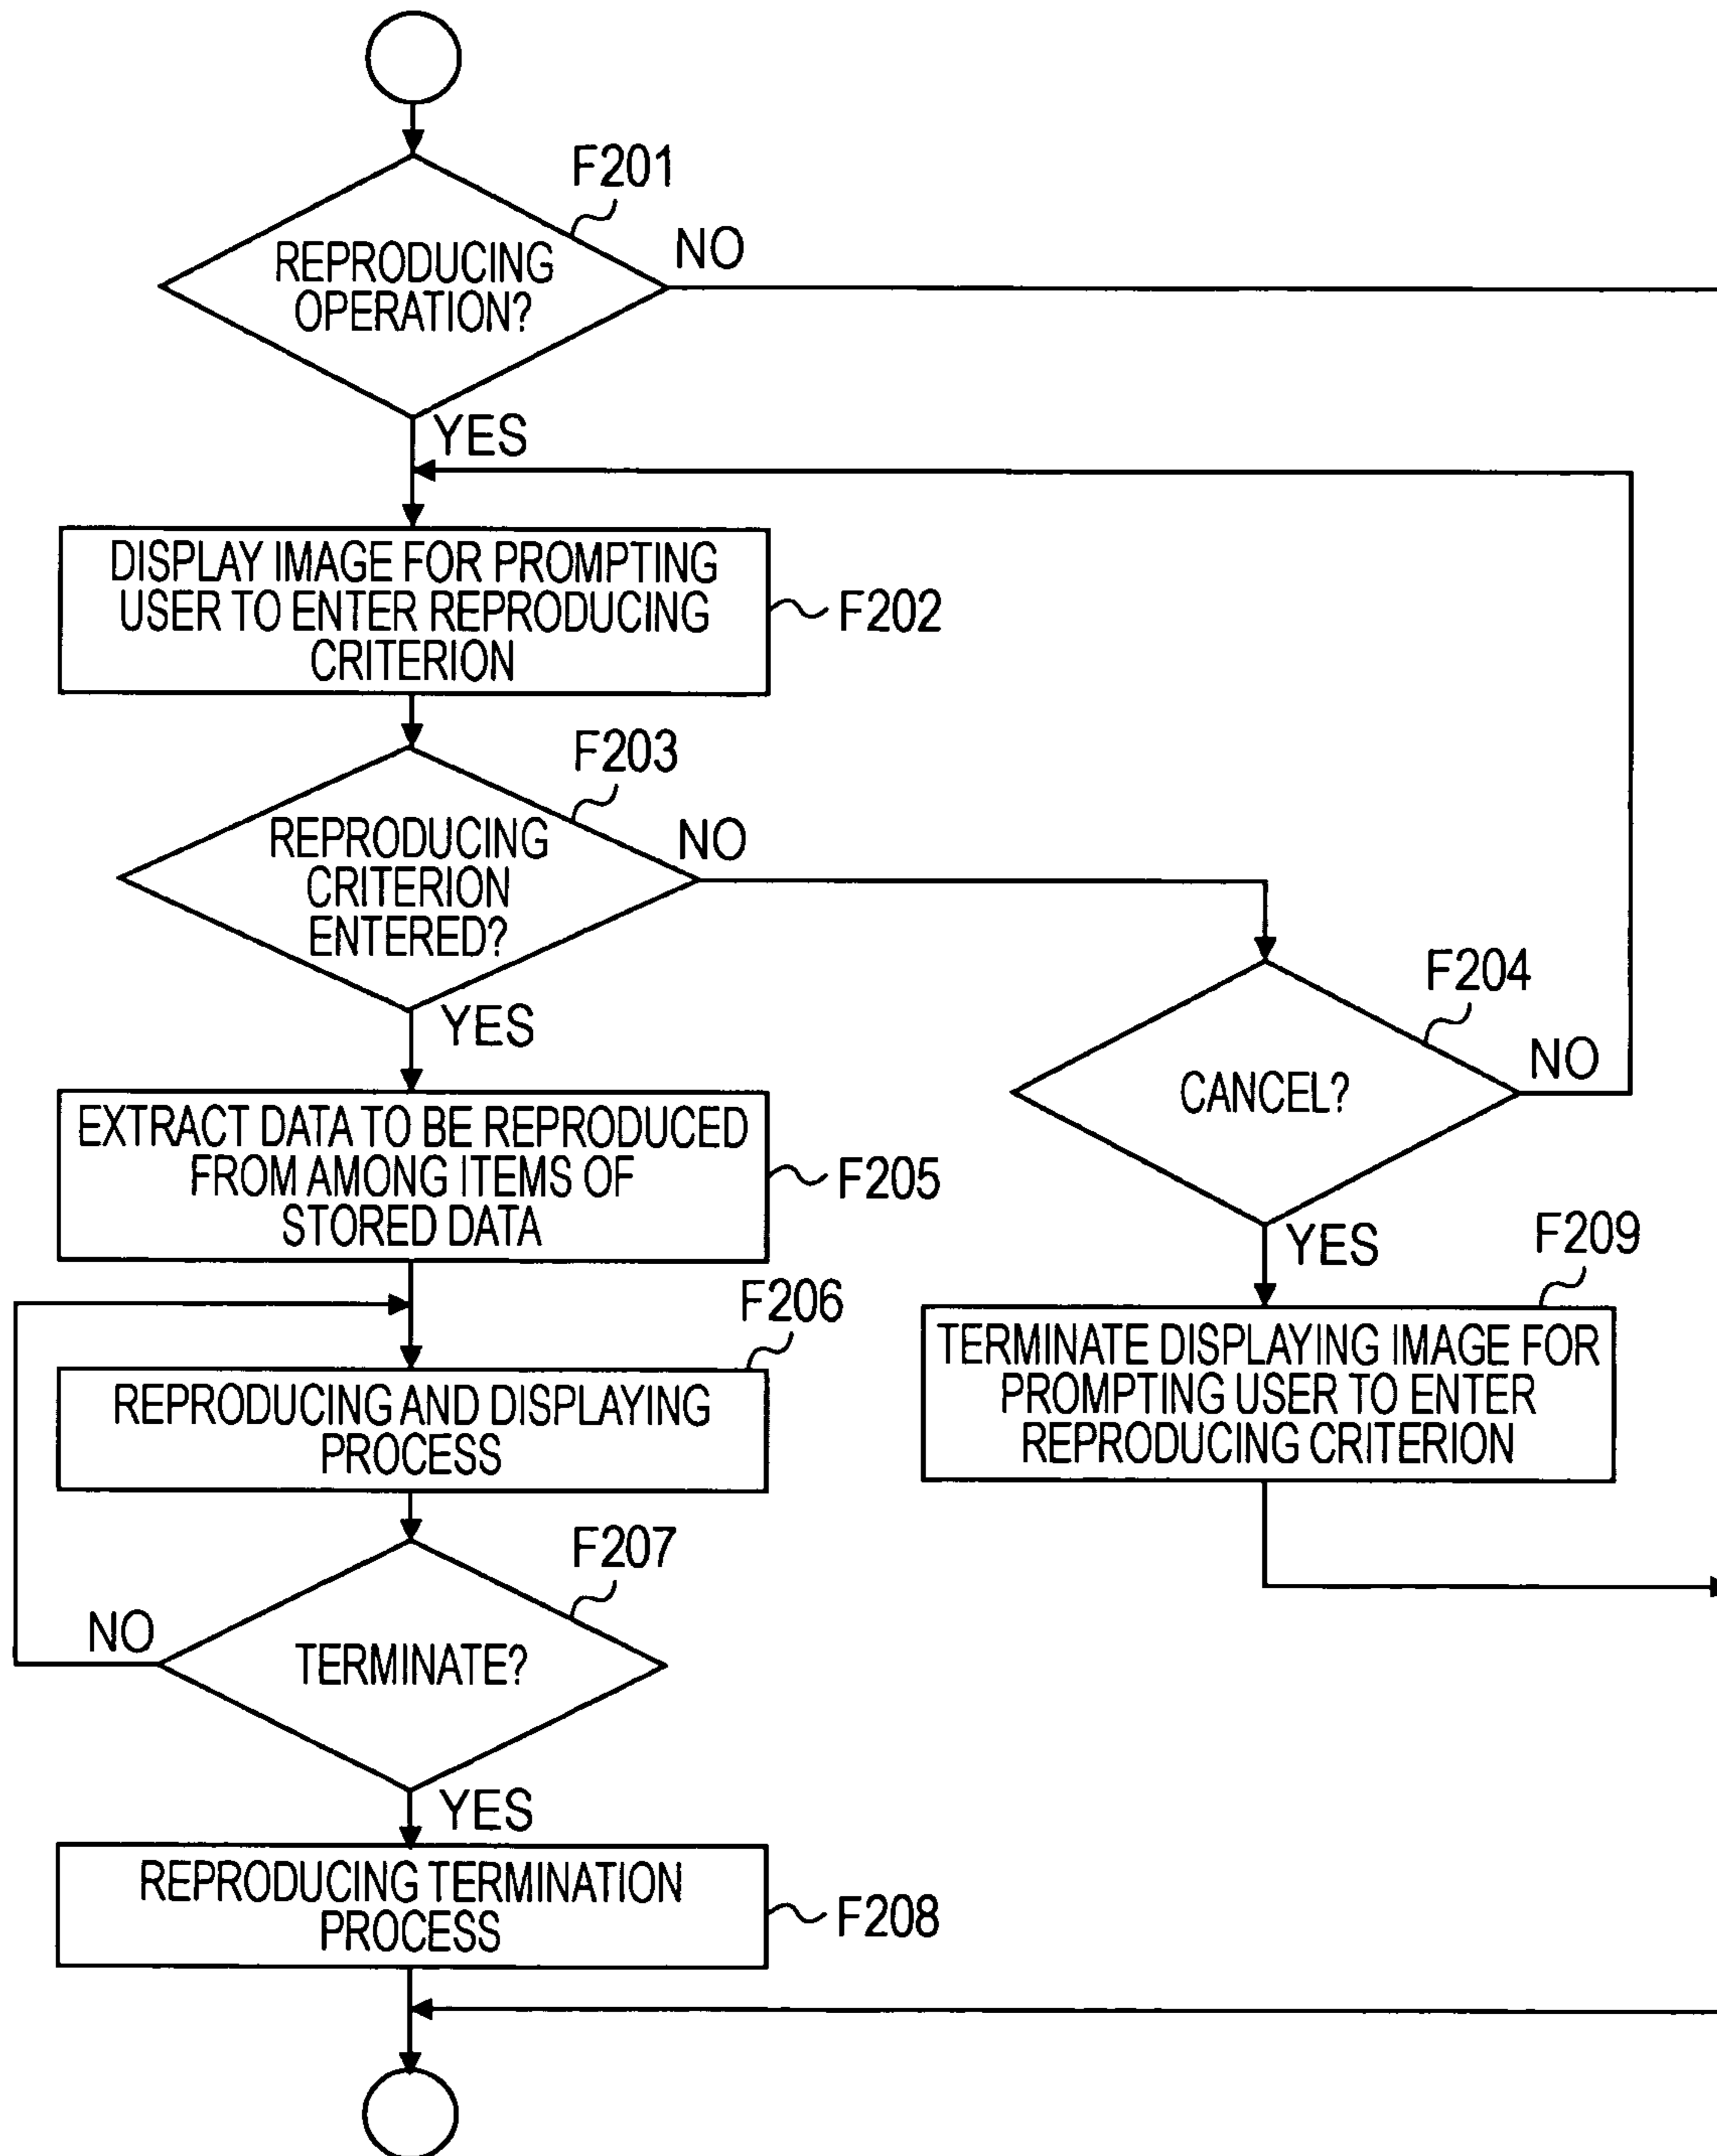 F201
REPRODUCING
OPERATION?
NO
YES
DISPLAY IMAGE FOR PROMPTING
USER TO ENTER REPRODUCING
CRITERION
F202
F203
REPRODUCING
CRITERION
ENTERED?
NO
YES
F204
CANCEL?
NO
YES
EXTRACT DATA TO BE REPRODUCED
FROM AMONG ITEMS OF
STORED DATA
F205
F209
TERMINATE DISPLAYING IMAGE FOR
PROMPTING USER TO ENTER
REPRODUCING CRITERION
F206
REPRODUCING AND DISPLAYING
PROCESS
F207
NO
TERMINATE?
YES
REPRODUCING TERMINATION
PROCESS
F208